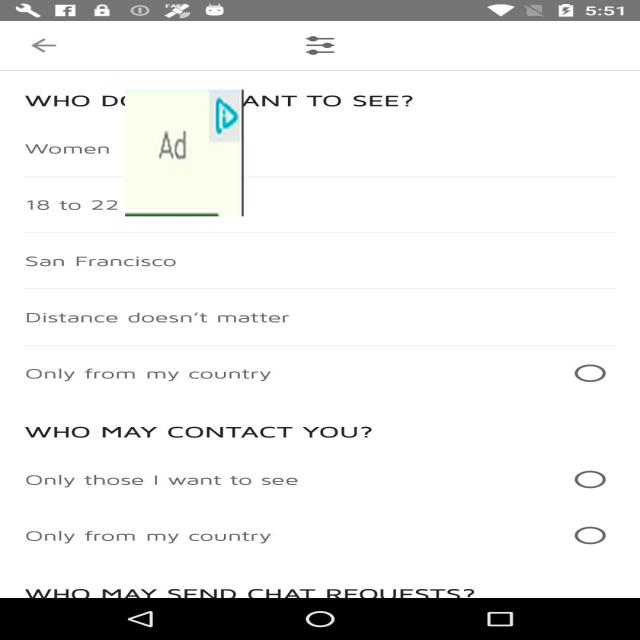 5:51
WHO ANT TO SEE?
Ad
Women
18 to 22
San Francisco
Distance doesn't matter
Only from my country
WHO MAY CONTACT YOU?
Only those I want to see
Only from my country
WHO MAY SEND CHAT REQUESTS?